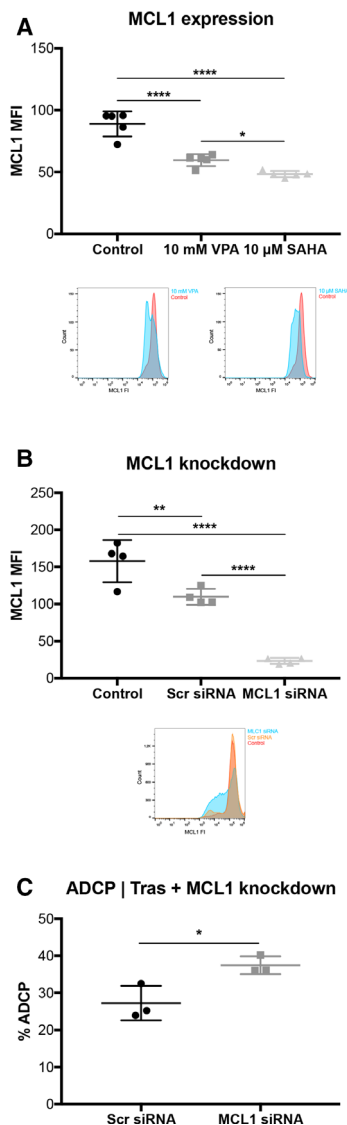 A
MCL1 expression
150
100
50
0
MCL1 MFI
****
****
*
Control
10 mM VPA
10 µM SAHA
10 mM VPA
Control
Count
MCL1 FI
10 µM SAHA
Control
Count
MCL1 FI
B
MCL1 knockdown
250
200
150
100
50
0
MCL1 MFI
**
****
****
Control
Scr siRNA
MCL1 siRNA
MLC1 siRNA
Scr siRNA
Control
Count
MCL1 FI
C
ADCP | Tras + MCL1 knockdown
50
40
30
20
10
0
% ADCP
*
Scr siRNA
MCL1 siRNA